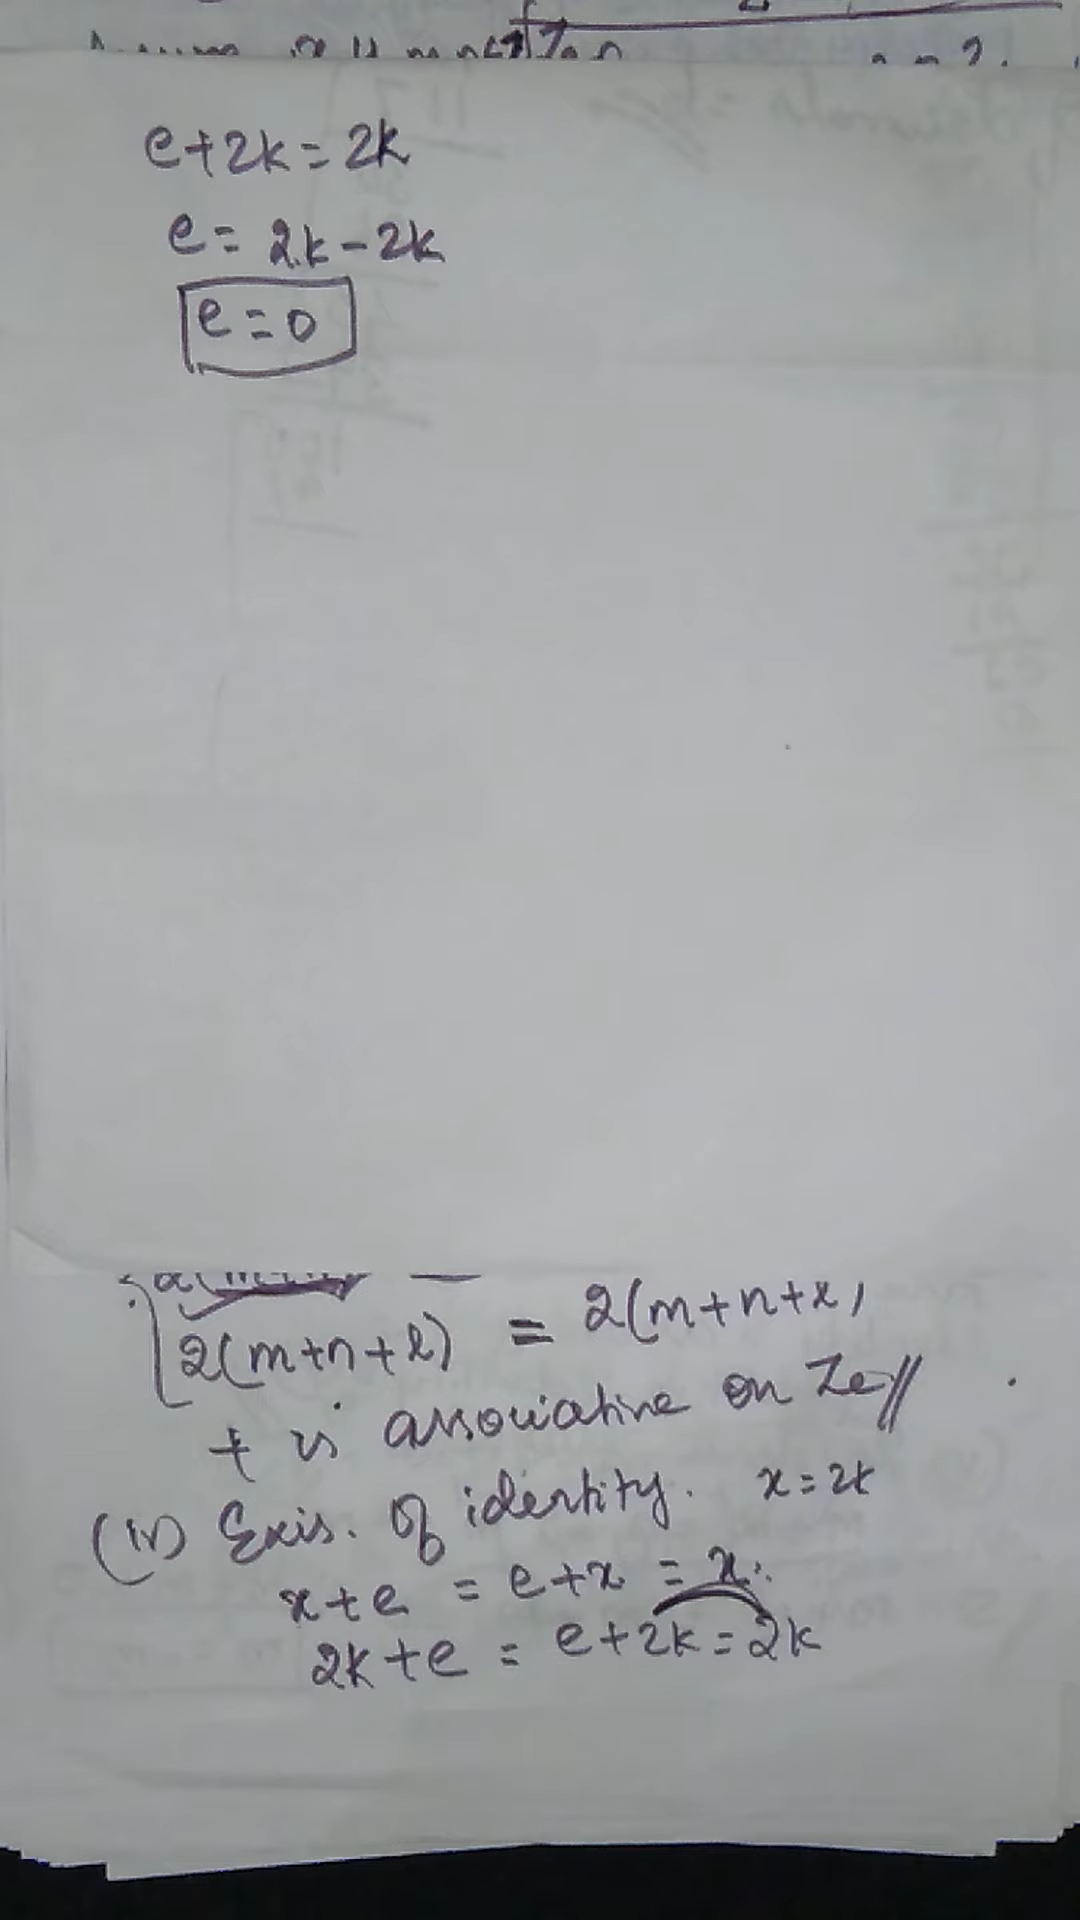 e+2k=2k
e= 2k-2k
e=0
2(m+n+l) = 2(m+n+l)
+ is associative on Ze//
(iv) Exis. Of identity. x=2k
x+e = e+x = x.
2k+e = e+2k=2k